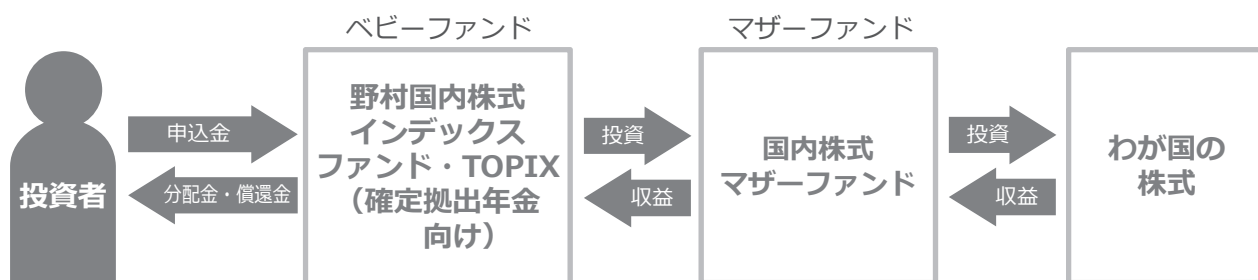 ベビーファンド
マザーファンド
投資者
申込金
分配金・償還金
野村国内株式
インデックス
ファンド・TOPIX
（確定拠出年金
向け）
投資
収益
国内株式
マザーファンド
投資
収益
わが国の
株式